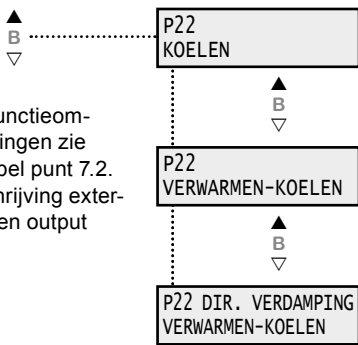 ▲
B
▽
P22
KOELEN
▲
B
▽
unctieom-
ingen zie
bel punt 7.2.
rijving exter-
en output
P22
VERWARMEN-KOELEN
▲
B
▽
P22 DIR. VERDAMPING
VERWARMEN-KOELEN